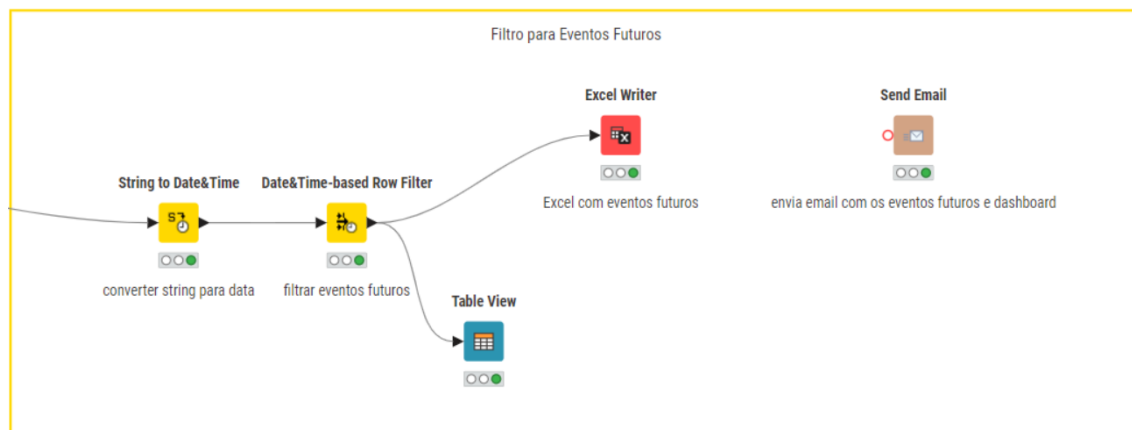 Filtro para Eventos Futuros
Excel Writer
Send Email
Excel com eventos futuros
envia email com os eventos futuros e dashboard
String to Date&Time
Date&Time-based Row Filter
S
converter string para data
filtrar eventos futuros
Table View